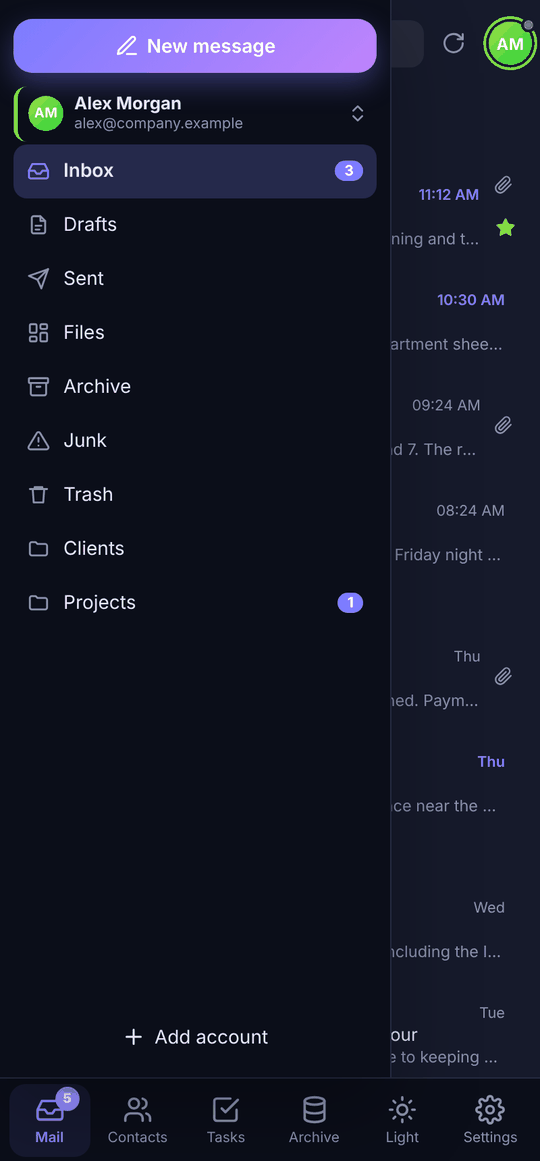 New message
AM
AM
Alex Morgan
alex@company.example
Inbox
3
11:12 AM
Drafts
ning and t...
Sent
10:30 AM
Files
artment shee...
Archive
09:24 AM
Junk
d 7. The r...
Trash
08:24 AM
Clients
Friday night ...
Projects
1
Thu
ned. Paym...
Thu
ce near the ...
Wed
ncluding the l...
Tue
Add account
our
e to keeping ...
5
Mail
Contacts
Tasks
Archive
Light
Settings